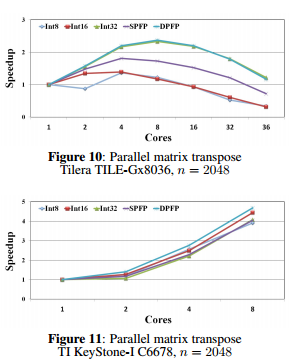 Int8 Int16 Int32 SPFP DPFP
3
2
1
0
Speedup
1 2 4 8 16 32 36
Cores
Figure 10: Parallel matrix transpose
Tilera TILE-Gx8036, n = 2048
Int8 Int16 Int32 SPFP DPFP
5
4
3
2
1
0
Speedup
1 2 4 8
Cores
Figure 11: Parallel matrix transpose
TI KeyStone-I C6678, n = 2048